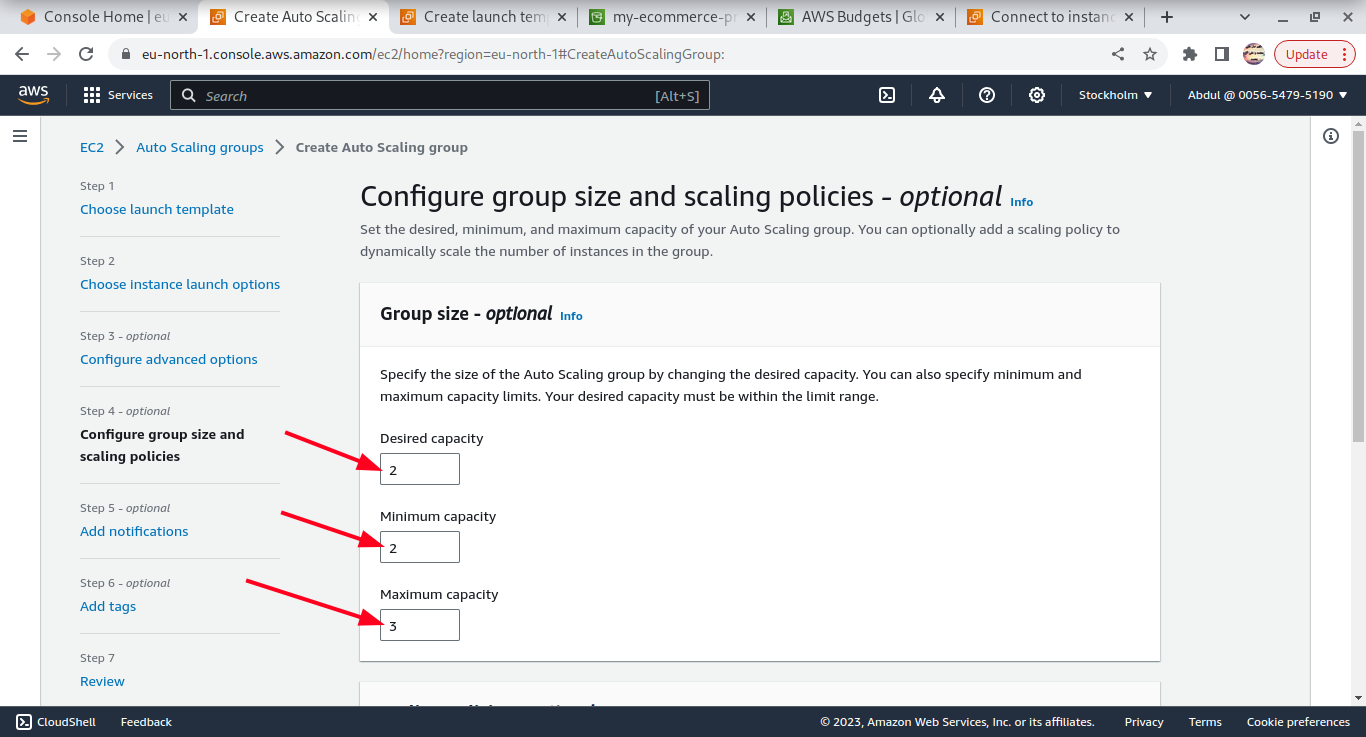 Console Home | eu
Create Auto Scalin
Create launch tem
my-ecommerce-pr
AWS Budgets | Glo
Connect to instanc
eu-north-1.console.aws.amazon.com/ec2/home?region=eu-north-1#CreateAutoScalingGroup:
Update
aws
Services
Search
[Alt+S]
Stockholm
Abdul @ 0056-5479-5190
EC2
Auto Scaling groups
Create Auto Scaling group
Step 1
Choose launch template
Step 2
Choose instance launch options
Step 3 - optional
Configure advanced options
Step 4 - optional
Configure group size and
scaling policies
Step 5 - optional
Add notifications
Step 6 - optional
Add tags
Step 7
Review
Configure group size and scaling policies - optional Info
Set the desired, minimum, and maximum capacity of your Auto Scaling group. You can optionally add a scaling policy to
dynamically scale the number of instances in the group.
Group size - optional Info
Specify the size of the Auto Scaling group by changing the desired capacity. You can also specify minimum and
maximum capacity limits. Your desired capacity must be within the limit range.
Desired capacity
2
Minimum capacity
2
Maximum capacity
3
CloudShell
Feedback
© 2023, Amazon Web Services, Inc. or its affiliates.
Privacy
Terms
Cookie preferences